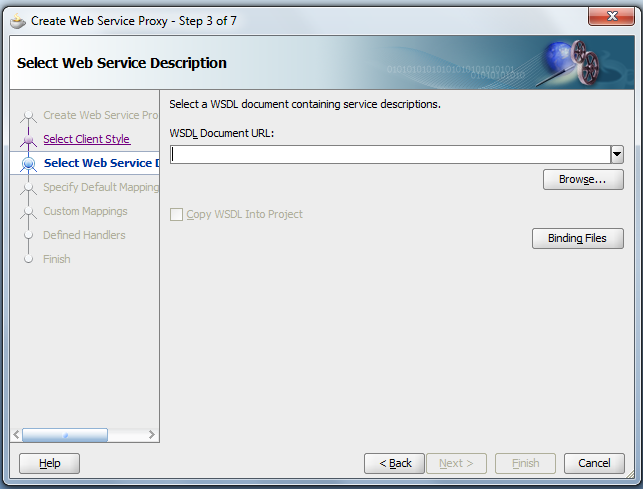 Create Web Service Proxy - Step 3 of 7
Select Web Service Description
010101010101010101010101
0101010101010
Select a WSDL document containing service descriptions.
Create Web Service Pro
Select Client Style
Select Web Service D
Specify Default Mapping
Custom Mappings
Defined Handlers
Finish
WSDL Document URL:
Browse...
Copy WSDL Into Project
Binding Files
Help
< Back
Next >
Finish
Cancel